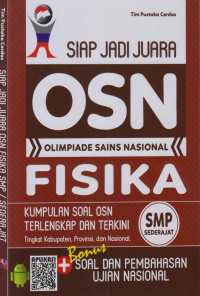 Tim Pustaka Cerdas
SIAP JADI JUARA
OSN
OLIMPIADE SAINS NASIONAL
FISIKA
KUMPULAN SOAL OSN
TERLENGKAP DAN TERKINI
Tingkat Kabupaten, Provinsi, dan Nasional
SMP
SEDERAJAT
APLIKASI
+ Bonus
SOAL DAN PEMBAHASAN
UJIAN NASIONAL
SIAP JADI JUARA OSN FISIKA SMP / SEDERAJAT